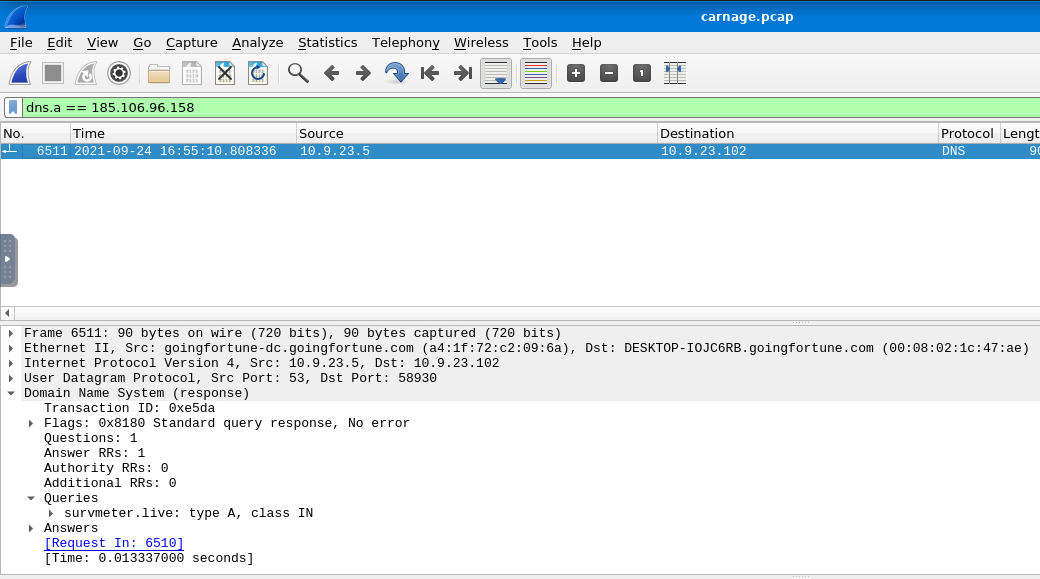 carnage.pcap
File Edit View Go Capture Analyze Statistics Telephony Wireless Tools Help
dns.a == 185.106.96.158
No. Time Source Destination Protocol Lengt
6511 2021-09-24 16:55:10.808336 10.9.23.5 10.9.23.102 DNS 90
Frame 6511: 90 bytes on wire (720 bits), 90 bytes captured (720 bits)
Ethernet II, Src: goingfortune-dc.goingfortune.com (a4:1f:72:c2:09:6a), Dst: DESKTOP-IOJC6RB.goingfortune.com (00:08:02:1c:47:ae)
Internet Protocol Version 4, Src: 10.9.23.5, Dst: 10.9.23.102
User Datagram Protocol, Src Port: 53, Dst Port: 58930
Domain Name System (response)
Transaction ID: 0xe5da
Flags: 0x8180 Standard query response, No error
Questions: 1
Answer RRs: 1
Authority RRs: 0
Additional RRs: 0
Queries
survmeter.live: type A, class IN
Answers
[Request In: 6510]
[Time: 0.013337000 seconds]